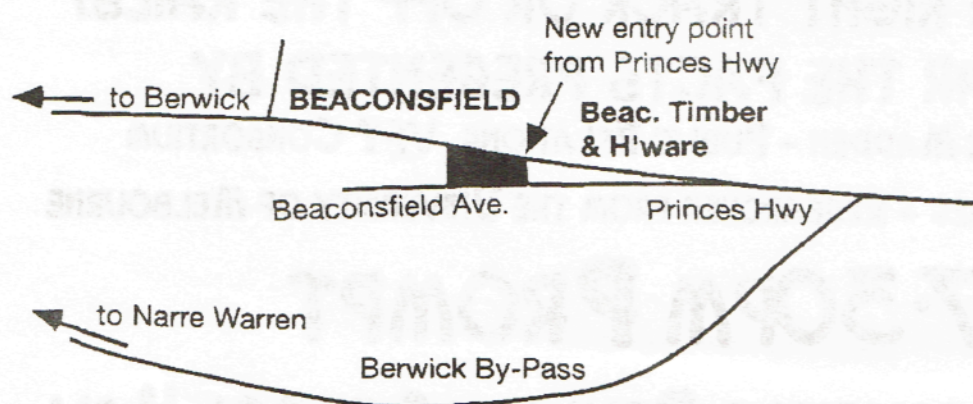 New entry point
from Princes Hwy
to Berwick
BEACONSFIELD
Beac. Timber
& H'ware
Beaconsfield Ave.
Princes Hwy
to Narre Warren
Berwick By-Pass